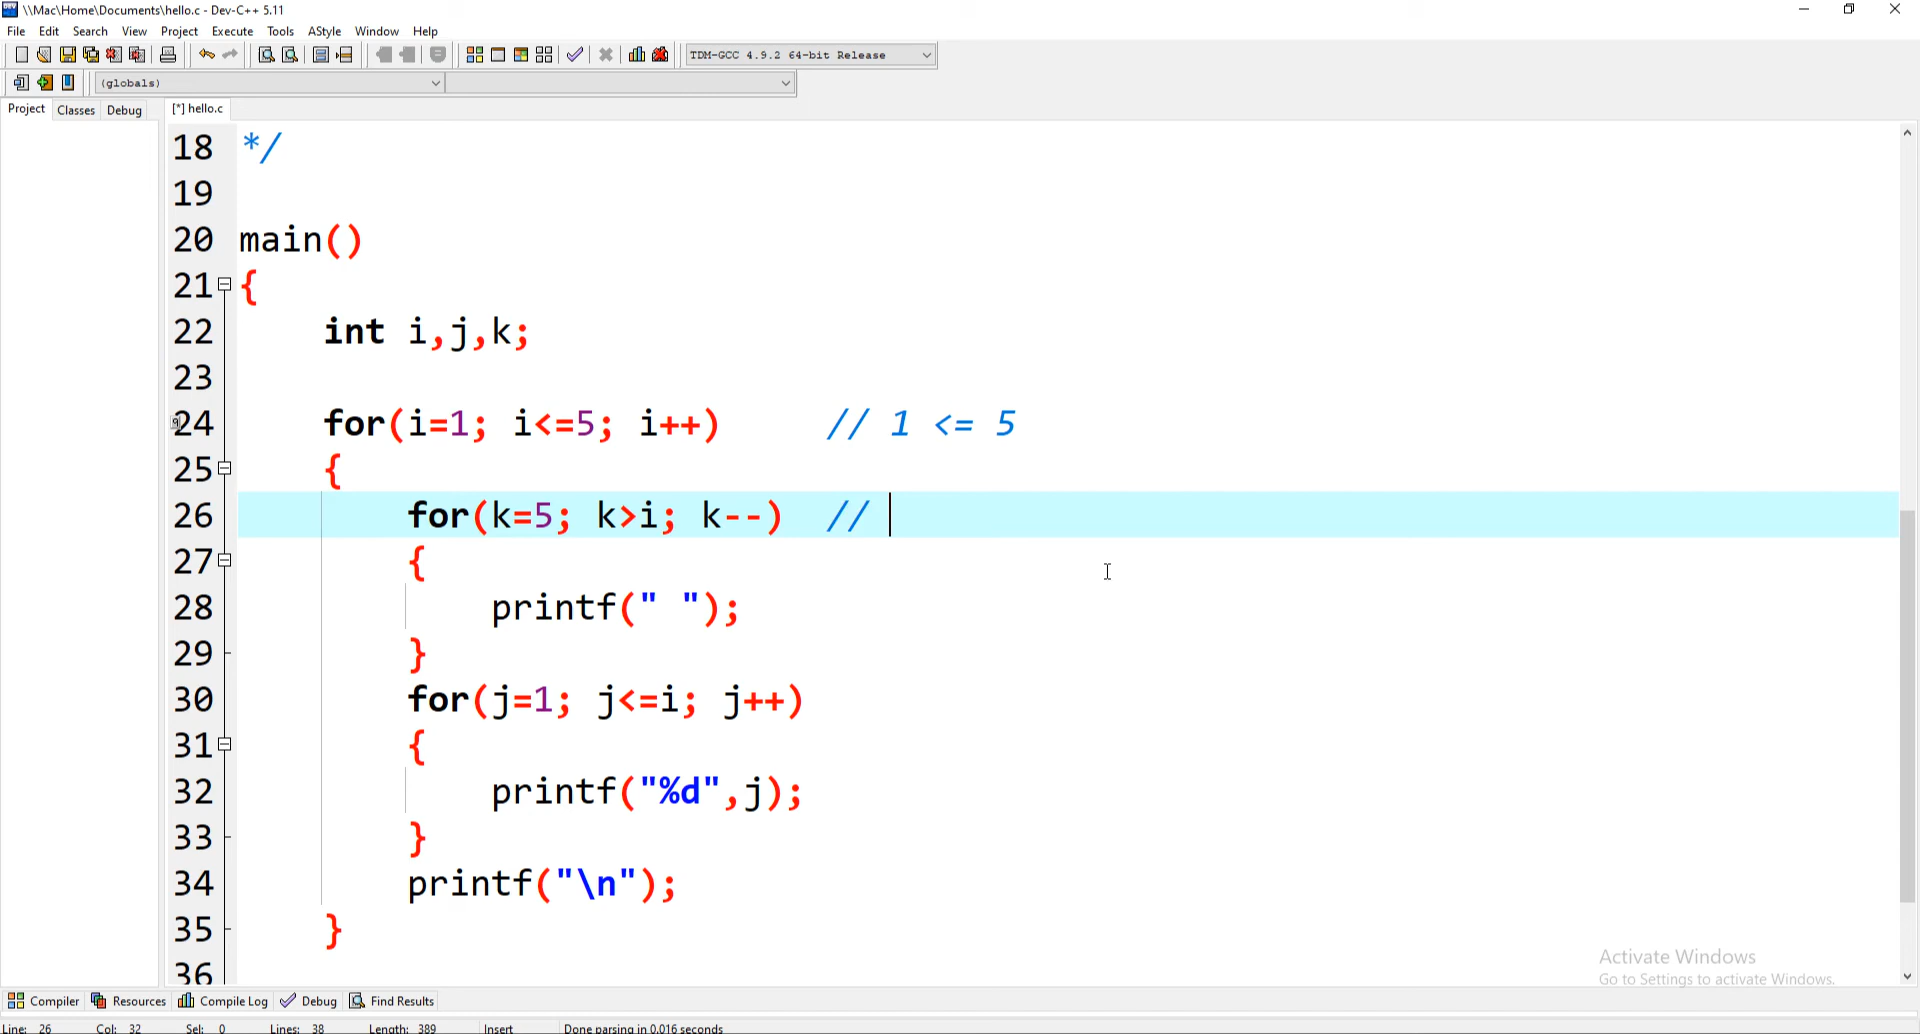 \\Mac\Home\Documents\hello.c - Dev-C++ 5.11
File Edit Search View Project Execute Tools AStyle Window Help
TDM-GCC 4.9.2 64-bit Release
(globals)
Project Classes Debug [*] hello.c
18 */
19
20 main()
21 {
22 int i,j,k;
23
24 for(i=1; i<=5; i++) // 1 <= 5
25 {
26 for(k=5; k>i; k--) //
27 {
28 printf(" ");
29 }
30 for(j=1; j<=i; j++)
31 {
32 printf("%d",j);
33 }
34 printf("\n");
35 }
36
Activate Windows
Go to Settings to activate Windows.
Compiler Resources Compile Log Debug Find Results
Line: 26 Col: 32 Sel: 0 Lines: 38 Length: 389 Insert Done parsing in 0.016 seconds